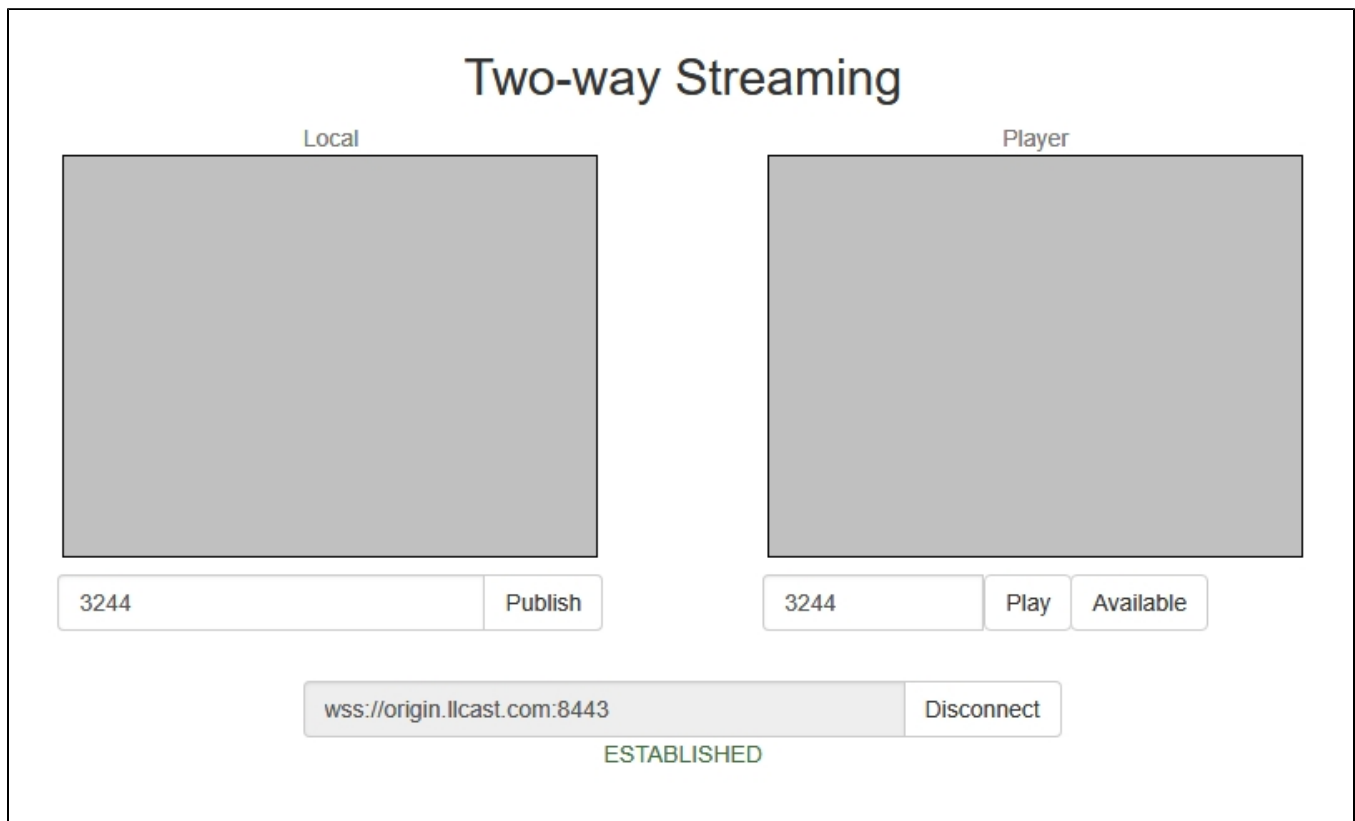 Two-way Streaming
Local
Player
3244
Publish
3244
Play
Available
wss://origin.llcast.com:8443
Disconnect
ESTABLISHED